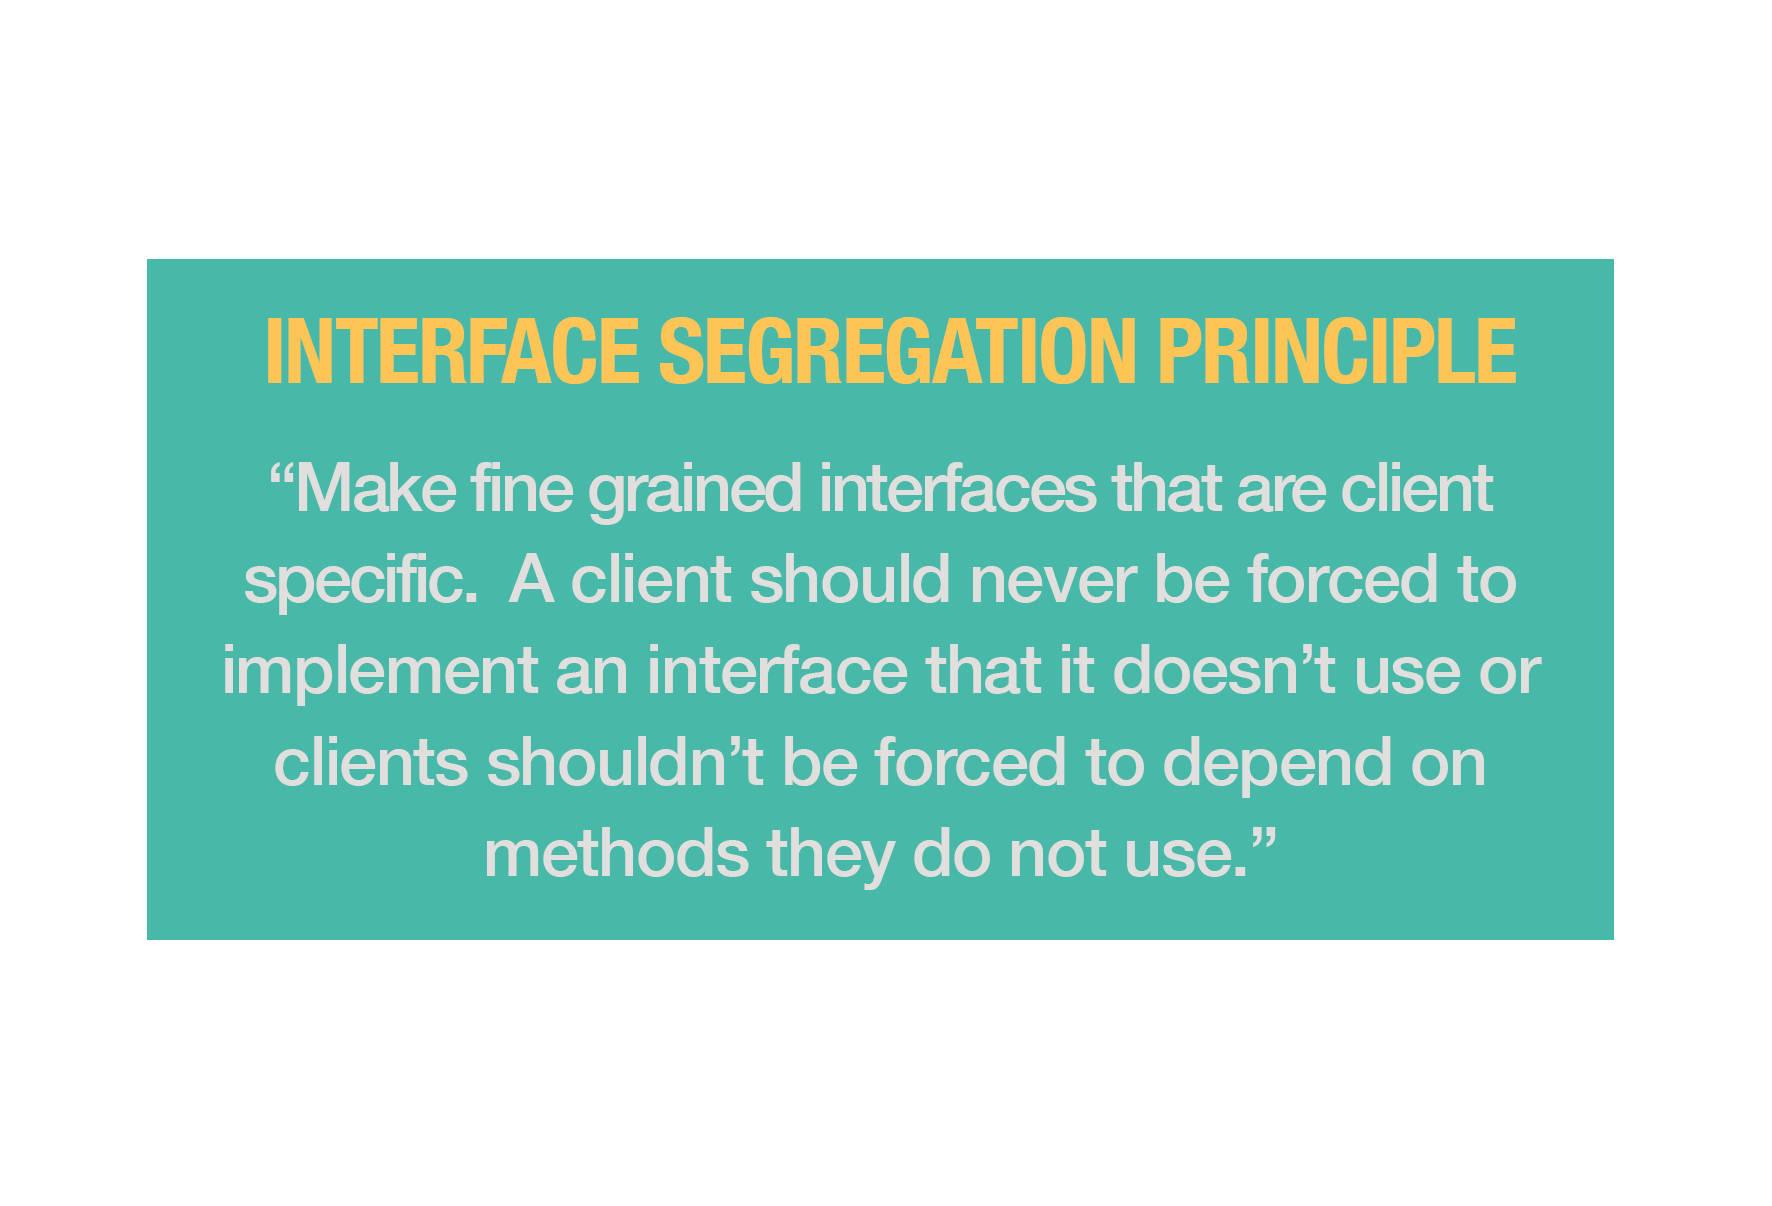 INTERFACE SEGREGATION PRINCIPLE
“Make fine grained interfaces that are client
specific.  A client should never be forced to
implement an interface that it doesn’t use or
clients shouldn’t be forced to depend on
methods they do not use.”